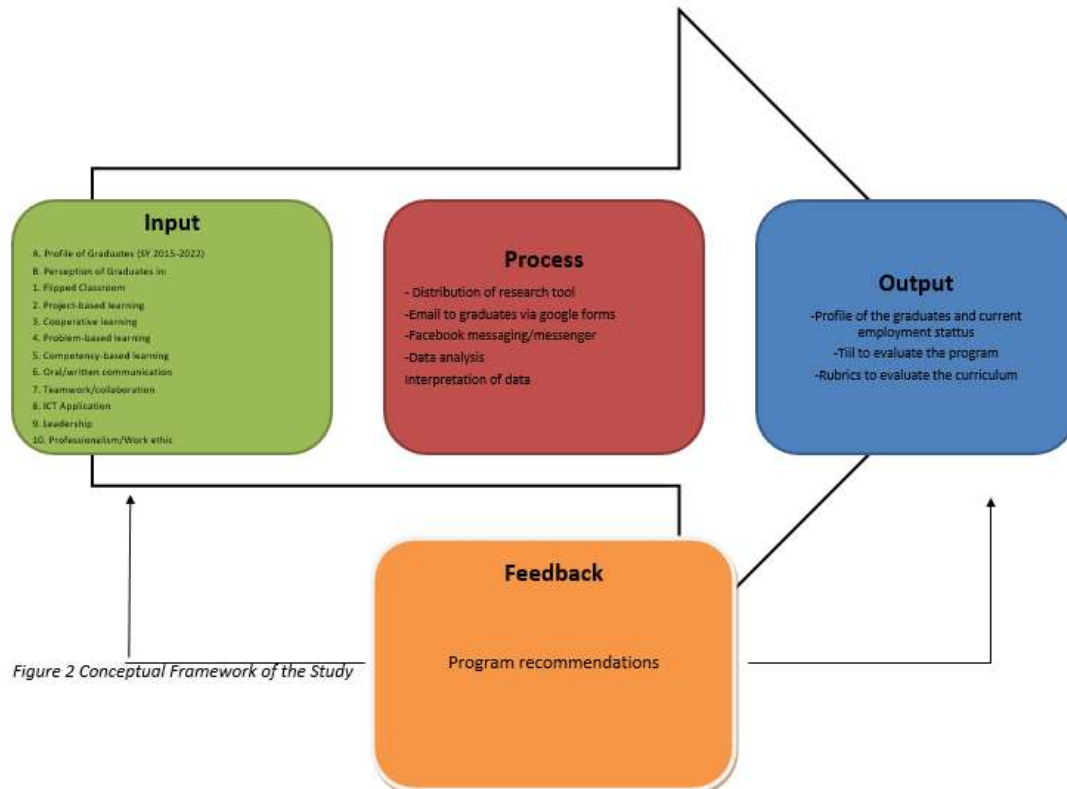 Input
A. Profile of Graduates (SY 2015-2022)
B. Perception of Graduates in:
1. Flipped Classroom
2. Project-based learning
3. Cooperative learning
4. Problem-based learning
5. Competency-based learning
6. Oral/written communication
7. Teamwork/collaboration
8. ICT Application
9. Leadership
10. Professionalism/Work ethic
Process
- Distribution of research tool
-Email to graduates via google forms
-Facebook messaging/messenger
-Data analysis
Interpretation of data
Output
-Profile of the graduates and current
employment stattus
-Tiil to evaluate the program
-Rubrics to evaluate the curriculum
Feedback
Program recommendations
Figure 2 Conceptual Framework of the Study